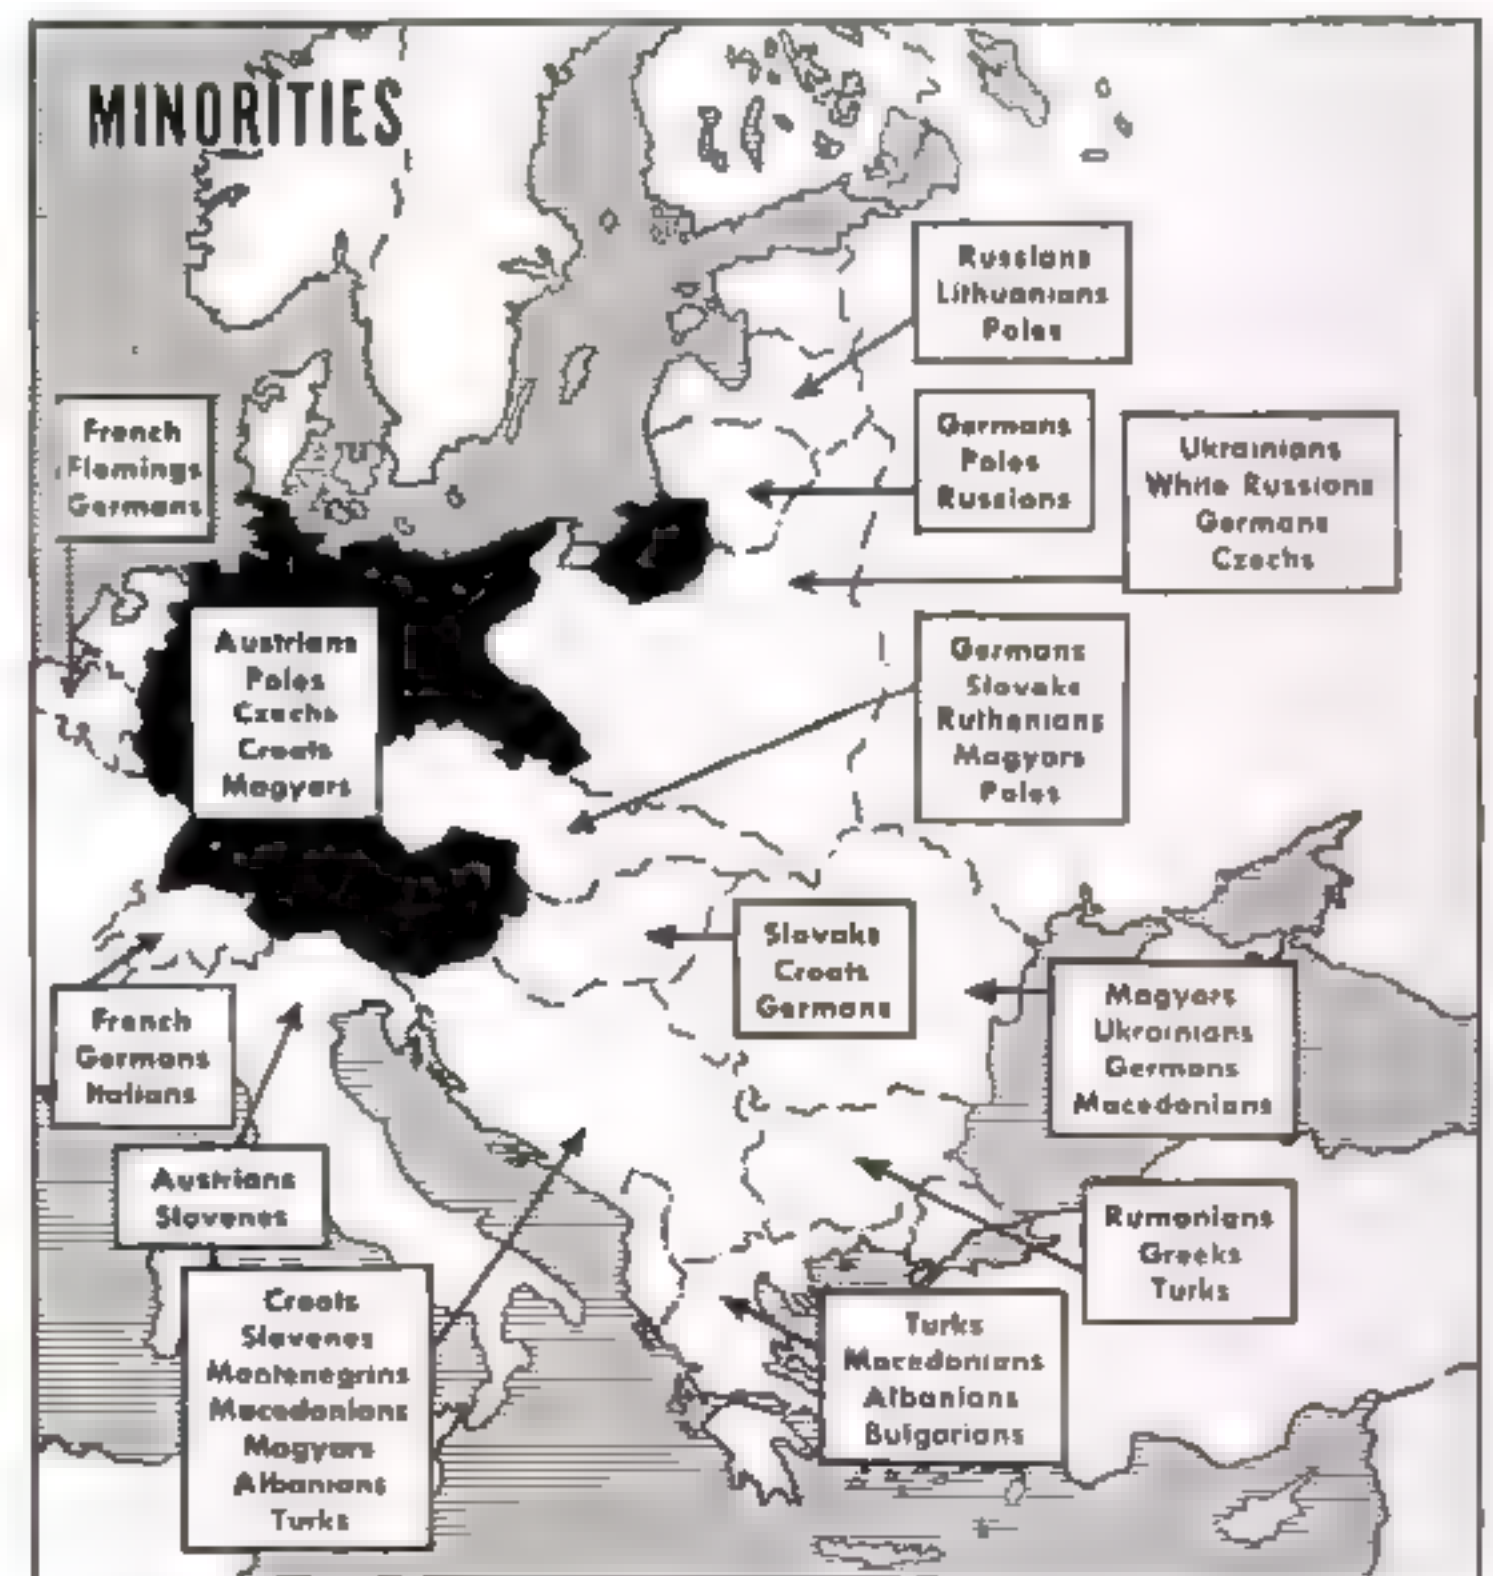 MINORITIES
Russians
Lithuanians
Poles
French
Flemings
Germans
Germans
Poles
Russians
Ukrainians
White Russians
Germans
Czechs
Austrians
Poles
Czechs
Croats
Magyars
Germans
Slovaks
Ruthenians
Magyars
Poles
Slovaks
Croats
Germans
Magyars
Ukrainians
Germans
Macedonians
French
Germans
Italians
Austrians
Slovenes
Rumanians
Greeks
Turks
Croats
Slovenes
Montenegrins
Macedonians
Magyars
Albanians
Turks
Turks
Macedonians
Albanians
Bulgarians